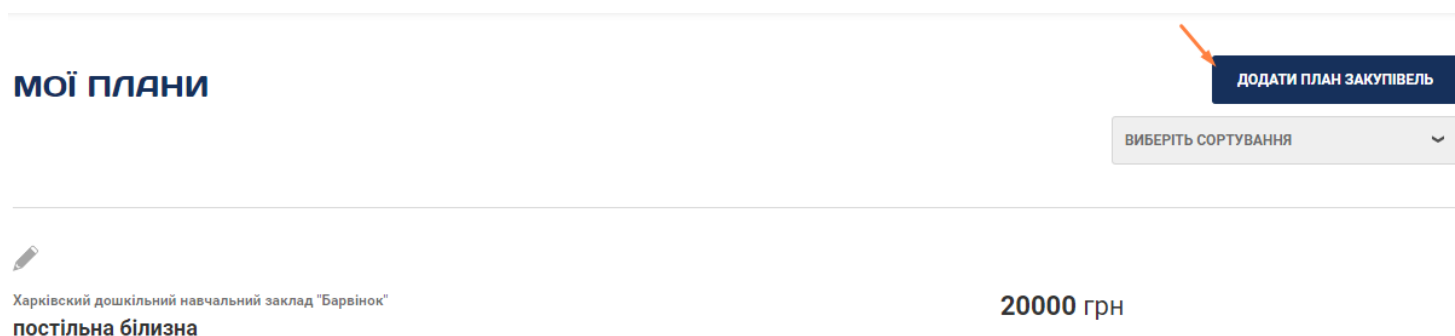 МОЇ ПЛАНИ
ДОДАТИ ПЛАН ЗАКУПІВЕЛЬ
ВИБЕРІТЬ СОРТУВАННЯ
Харківский дошкільний навчальний заклад "Барвінок"
20000 грн
постільна білизна